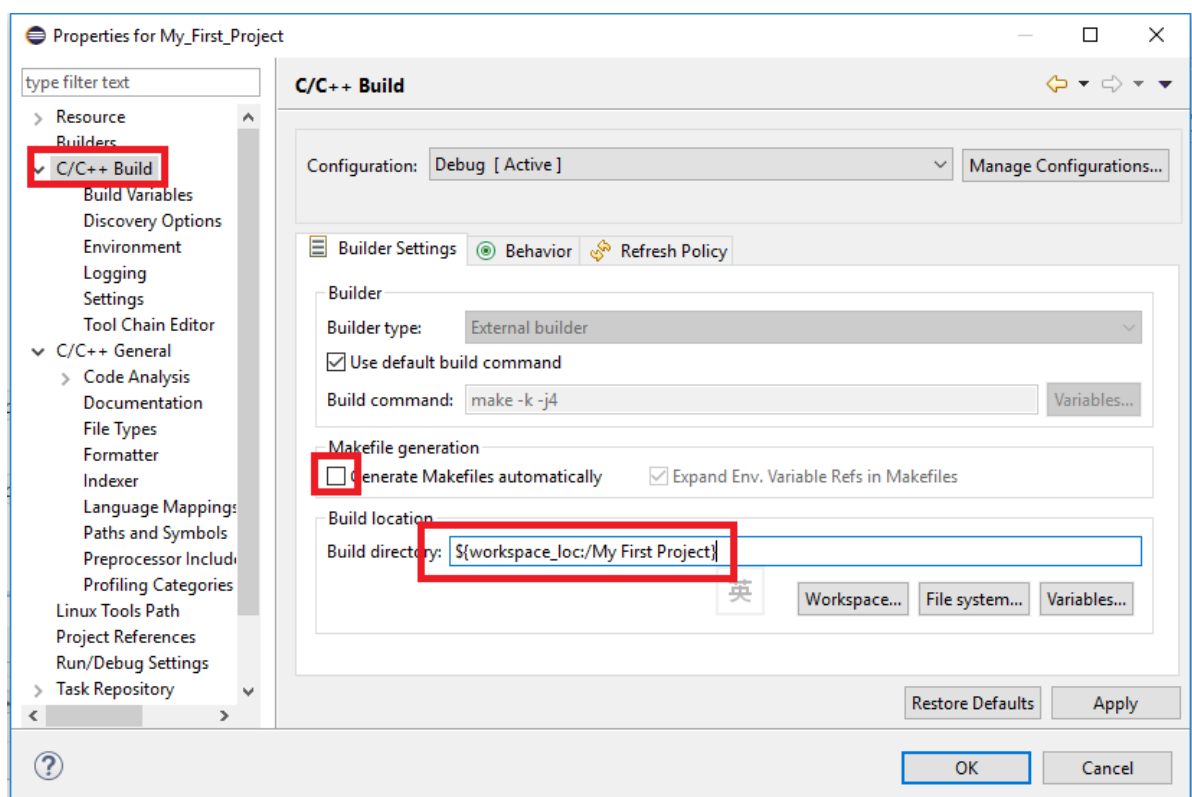 Properties for My_First_Project
type filter text
C/C++ Build
Resource
Builders
C/C++ Build
Build Variables
Discovery Options
Environment
Logging
Settings
Tool Chain Editor
C/C++ General
Code Analysis
Documentation
File Types
Formatter
Indexer
Language Mappings
Paths and Symbols
Preprocessor Include
Profiling Categories
Linux Tools Path
Project References
Run/Debug Settings
Task Repository
Configuration: Debug [ Active ] Manage Configurations...
Builder Settings Behavior Refresh Policy
Builder
Builder type: External builder
Use default build command
Build command: make -k -j4 Variables...
Makefile generation
Generate Makefiles automatically Expand Env. Variable Refs in Makefiles
Build location
Build directory: ${workspace_loc:/My First Project}
英
Workspace... File system... Variables...
Restore Defaults Apply
OK Cancel